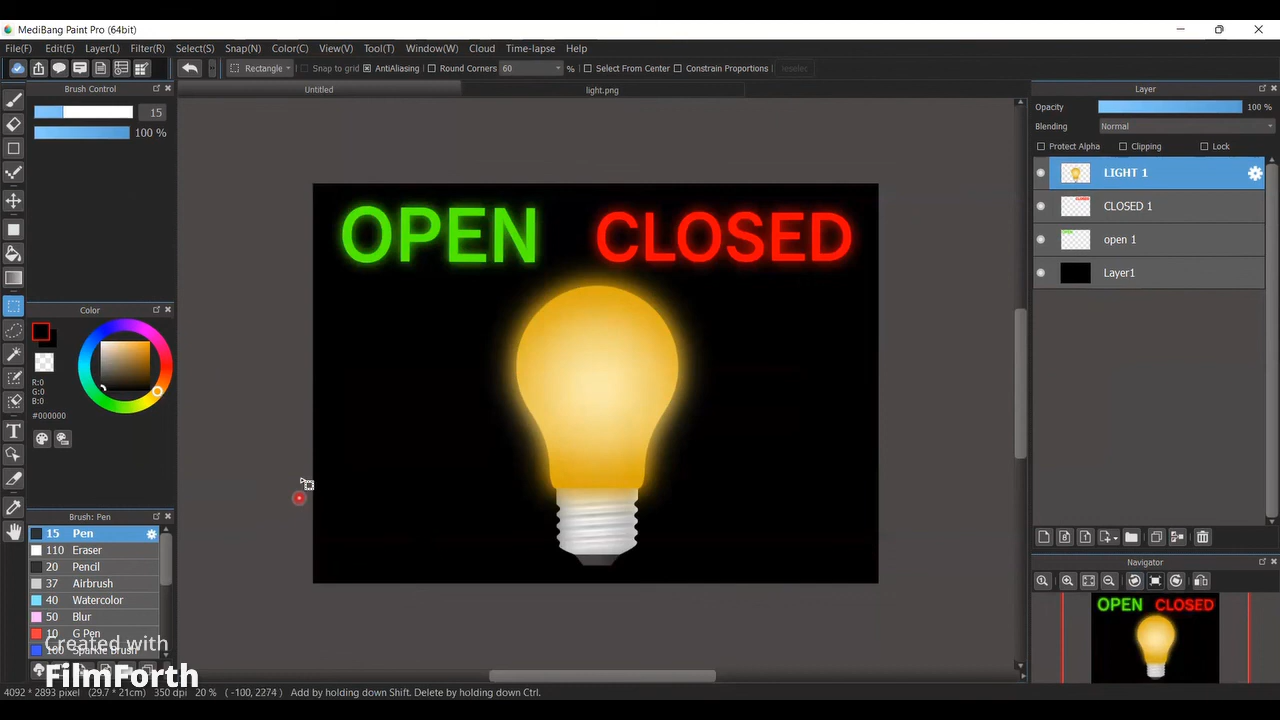 MediBang Paint Pro (64bit)
File(F) Edit(E) Layer(L) Filter(R) Select(S) Snap(N) Color(C) View(V) Tool(T) Window(W) Cloud Time-lapse Help
Rectangle Snap to grid AntiAliasing Round Corners 60 % Select From Center Constrain Proportions
Brush Control
15
100 %
Untitled
light.png
OPEN CLOSED
Color
R:0
G:0
B:0
#000000
Brush: Pen
15 Pen
110 Eraser
20 Pencil
37 Airbrush
40 Watercolor
50 Blur
10 G Pen
Created with
FilmForth
Layer
Opacity 100 %
Blending Normal
Protect Alpha Clipping Lock
LIGHT 1
CLOSED 1
open 1
Layer1
Navigator
OPEN CLOSED
4092 * 2893 pixel (29.7 * 21cm) 350 dpi 20 % ( -100, 2274 ) Add by holding down Shift. Delete by holding down Ctrl.